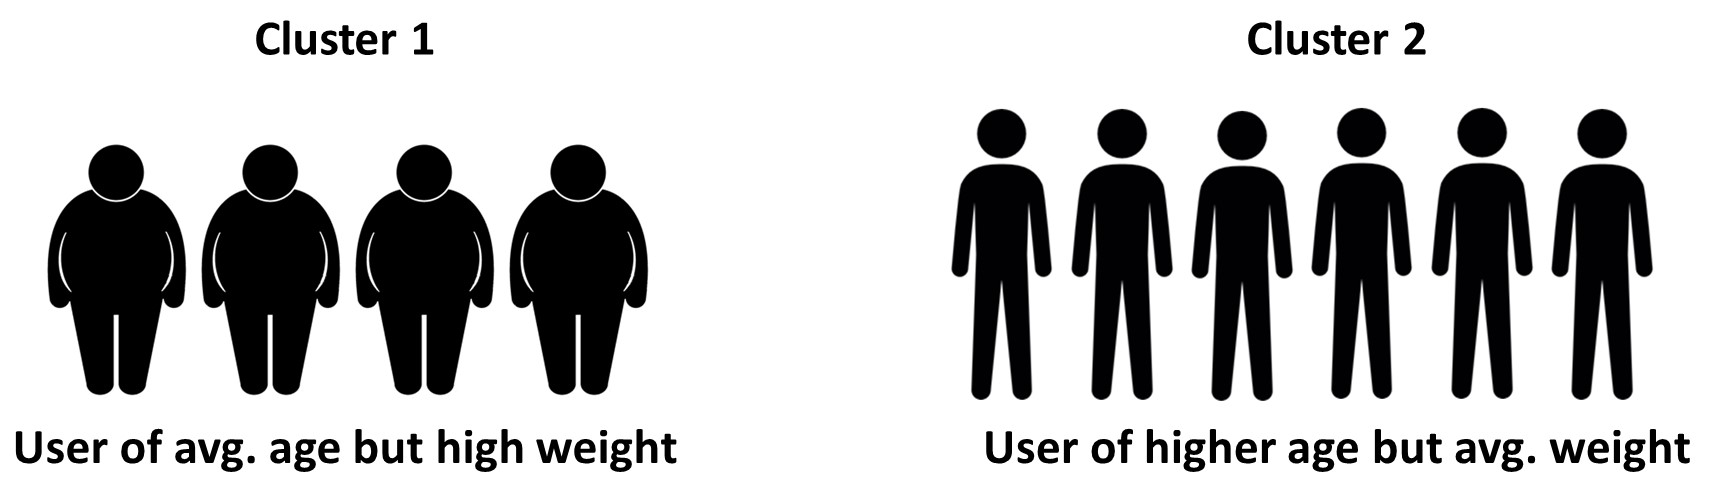 Cluster 1
Cluster 2
User of avg. age but high weight
User of higher age but avg. weight